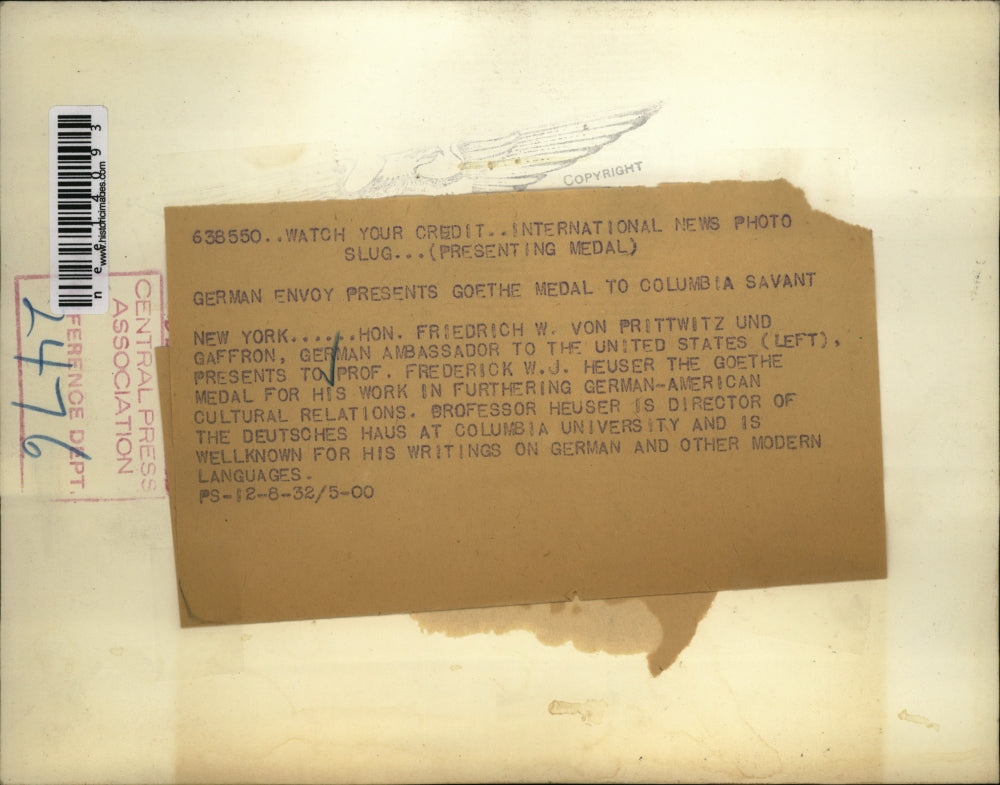 COPYRIGHT
638550..WATCH YOUR CREDIT..INTERNATIONAL NEWS PHOTO
SLUG...(PRESENTING MEDAL)
GERMAN ENVOY PRESENTS GOETHE MEDAL TO COLUMBIA SAVANT
NEW YORK......HON. FRIEDRICH W. VON PRITTWITZ UND
GAFFRON, GERMAN AMBASSADOR TO THE UNITED STATES (LEFT),
PRESENTS TO PROF. FREDERICK W.J. HEUSER THE GOETHE
MEDAL FOR HIS WORK IN FURTHERING GERMAN-AMERICAN
CULTURAL RELATIONS. PROFESSOR HEUSER IS DIRECTOR OF
THE DEUTSCHES HAUS AT COLUMBIA UNIVERSITY AND IS
WELLKNOWN FOR HIS WRITINGS ON GERMAN AND OTHER MODERN
LANGUAGES.
PS-12-8-32/5-00
CENTRAL PRESS
ASSOCIATION
FERENCE DEPT.
2476
www.historicimages.com